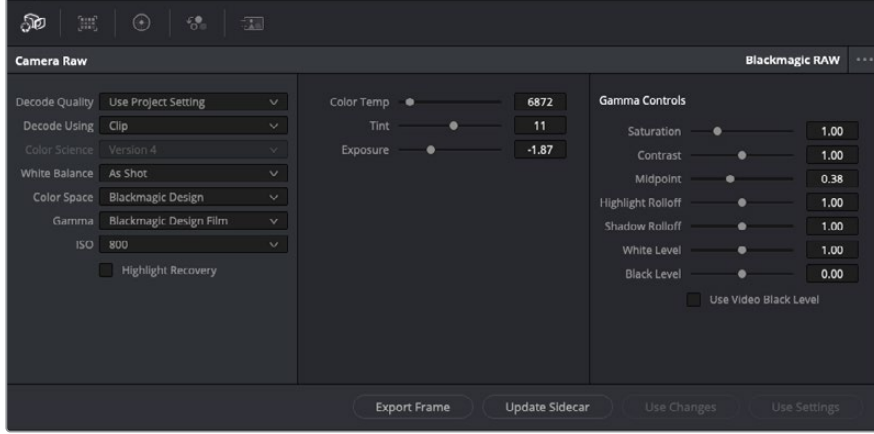 Camera Raw
Blackmagic RAW
Decode Quality Use Project Setting
Decode Using Clip
Color Science Version 4
White Balance As Shot
Color Space Blackmagic Design
Gamma Blackmagic Design Film
ISO 800
Highlight Recovery
Color Temp 6872
Tint 11
Exposure -1.87
Gamma Controls
Saturation 1.00
Contrast 1.00
Midpoint 0.38
Highlight Rolloff 1.00
Shadow Rolloff 1.00
White Level 1.00
Black Level 0.00
Use Video Black Level
Export Frame
Update Sidecar
Use Changes
Use Settings